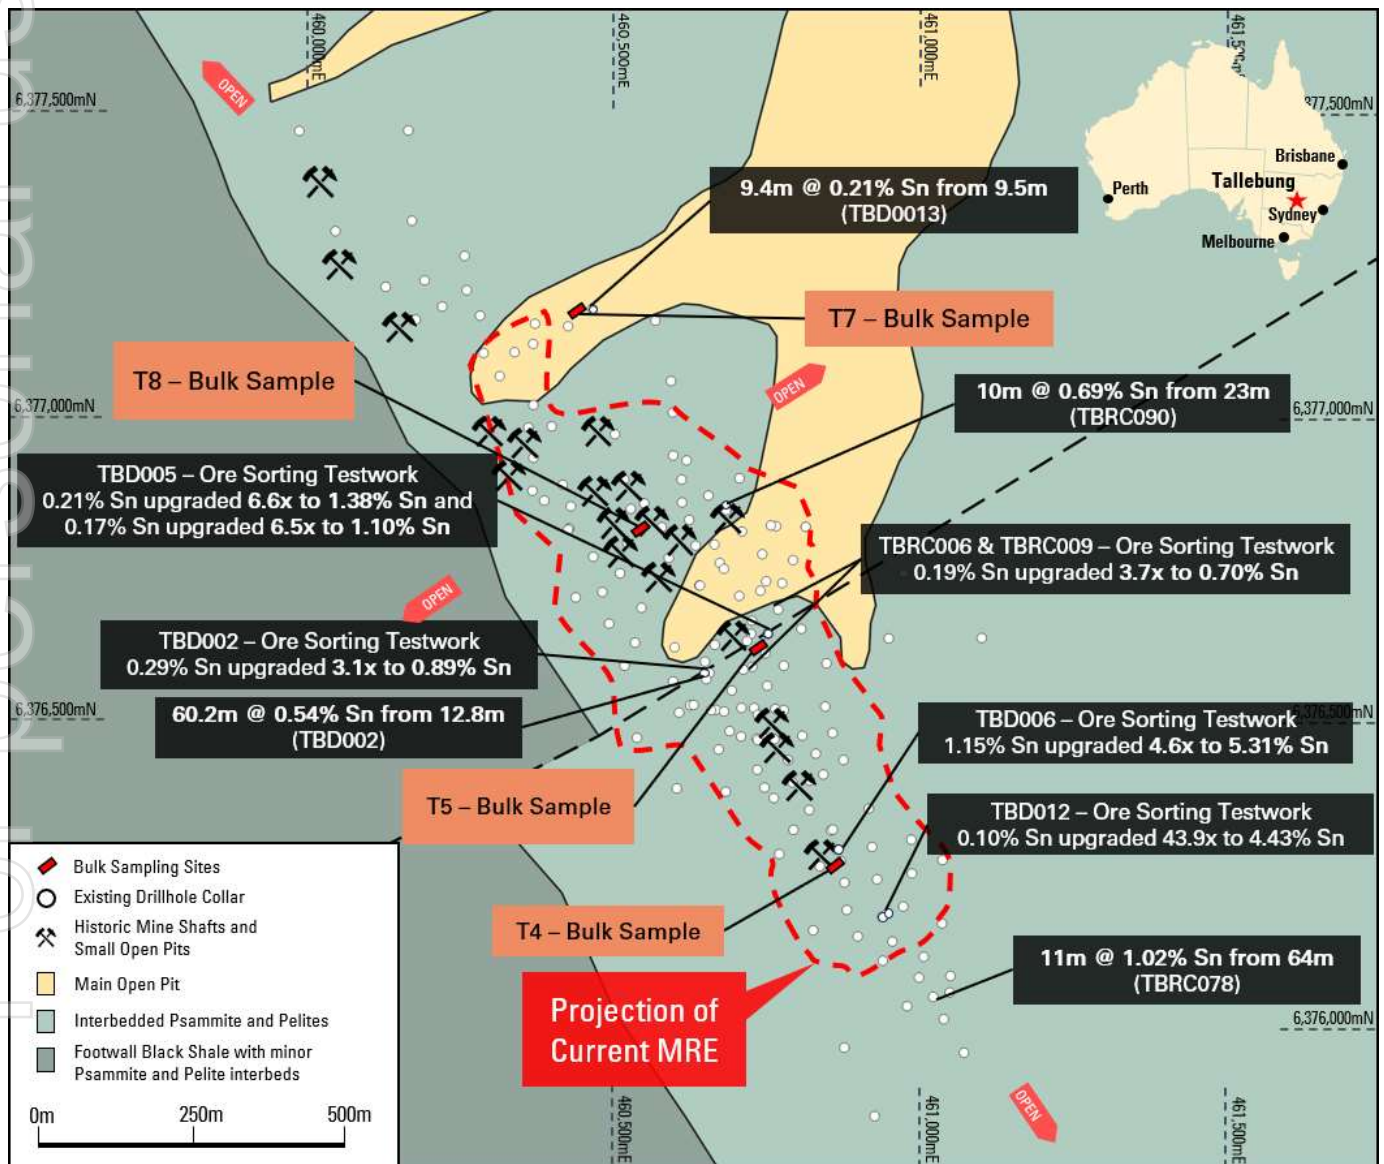 For personal use
460,000mE
460,500mE
461,000mE
6,377,500mN
377,500mN
OPEN
Brisbane
Perth
Tallebung
Sydney
Melbourne
9.4m @ 0.21% Sn from 9.5m
(TBD0013)
T7 – Bulk Sample
T8 – Bulk Sample
OPEN
10m @ 0.69% Sn from 23m
(TBRC090)
6,377,000mN
6,377,000mN
TBD005 – Ore Sorting Testwork
0.21% Sn upgraded 6.6x to 1.38% Sn and
0.17% Sn upgraded 6.5x to 1.10% Sn
TBRC006 & TBRC009 – Ore Sorting Testwork
0.19% Sn upgraded 3.7x to 0.70% Sn
OPEN
TBD002 – Ore Sorting Testwork
0.29% Sn upgraded 3.1x to 0.89% Sn
60.2m @ 0.54% Sn from 12.8m
(TBD002)
6,376,500mN
6,376,500mN
TBD006 – Ore Sorting Testwork
1.15% Sn upgraded 4.6x to 5.31% Sn
T5 – Bulk Sample
TBD012 – Ore Sorting Testwork
0.10% Sn upgraded 43.9x to 4.43% Sn
T4 – Bulk Sample
11m @ 1.02% Sn from 64m
(TBRC078)
Projection of
Current MRE
6,376,000mN
OPEN
460,500mE
461,000mE
461,500mE
Bulk Sampling Sites
Existing Drillhole Collar
Historic Mine Shafts and
Small Open Pits
Main Open Pit
Interbedded Psammite and Pelites
Footwall Black Shale with minor
Psammite and Pelite interbeds
0m
250m
500m